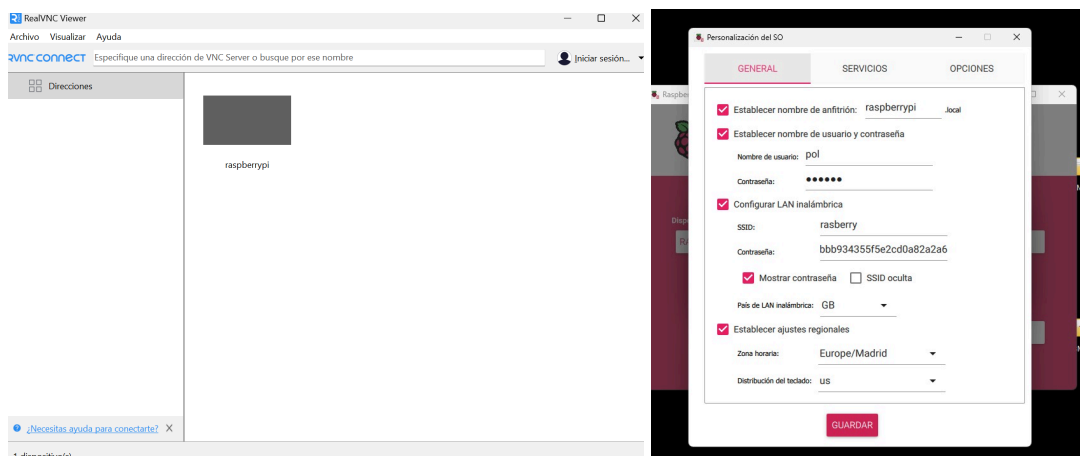 RealVNC Viewer
Archivo Visualizar Ayuda
RVNC CONNECT Especifique una dirección de VNC Server o busque por ese nombre Iniciar sesión...
Direcciones
raspberrypi
¿Necesitas ayuda para conectarte? X
Personalización del SO
GENERAL SERVICIOS OPCIONES
Establecer nombre de anfitrión: raspberrypi .local
Establecer nombre de usuario y contraseña
Nombre de usuario: pol
Contraseña: ●●●●●●
Configurar LAN inalámbrica
SSID: rasberry
Contraseña: bbb934355f5e2cd0a82a2a6
Mostrar contraseña SSID oculta
País de LAN inalámbrica: GB
Establecer ajustes regionales
Zona horaria: Europe/Madrid
Distribución del teclado: us
GUARDAR
Raspbe
Disp
RA